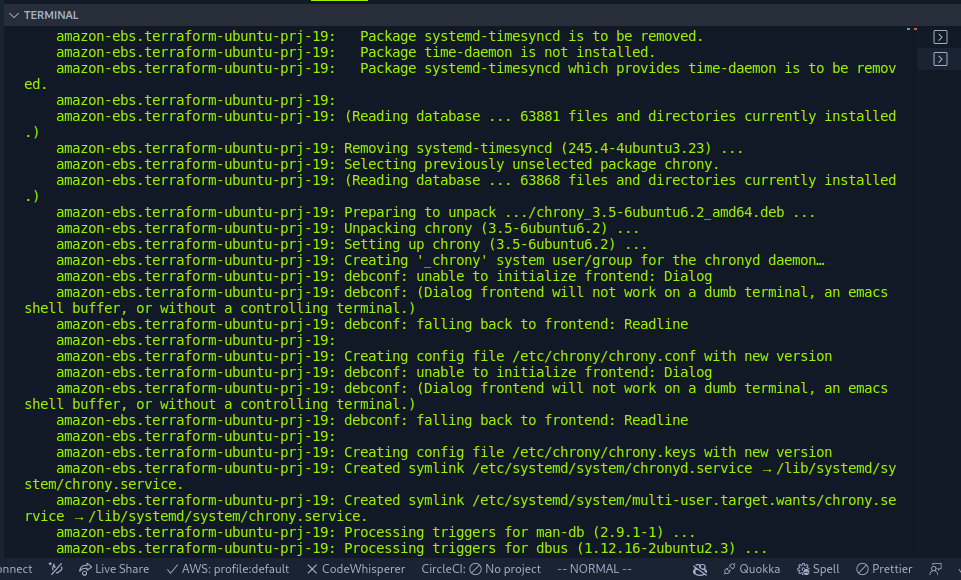 TERMINAL
amazon-ebs.terraform-ubuntu-prj-19:   Package systemd-timesyncd is to be removed.
amazon-ebs.terraform-ubuntu-prj-19:   Package time-daemon is not installed.
amazon-ebs.terraform-ubuntu-prj-19:   Package systemd-timesyncd which provides time-daemon is to be remov
ed.
amazon-ebs.terraform-ubuntu-prj-19:
amazon-ebs.terraform-ubuntu-prj-19: (Reading database ... 63881 files and directories currently installed
.)
amazon-ebs.terraform-ubuntu-prj-19: Removing systemd-timesyncd (245.4-4ubuntu3.23) ...
amazon-ebs.terraform-ubuntu-prj-19: Selecting previously unselected package chrony.
amazon-ebs.terraform-ubuntu-prj-19: (Reading database ... 63868 files and directories currently installed
.)
amazon-ebs.terraform-ubuntu-prj-19: Preparing to unpack .../chrony_3.5-6ubuntu6.2_amd64.deb ...
amazon-ebs.terraform-ubuntu-prj-19: Unpacking chrony (3.5-6ubuntu6.2) ...
amazon-ebs.terraform-ubuntu-prj-19: Setting up chrony (3.5-6ubuntu6.2) ...
amazon-ebs.terraform-ubuntu-prj-19: Creating '_chrony' system user/group for the chronyd daemon…
amazon-ebs.terraform-ubuntu-prj-19: debconf: unable to initialize frontend: Dialog
amazon-ebs.terraform-ubuntu-prj-19: debconf: (Dialog frontend will not work on a dumb terminal, an emacs
shell buffer, or without a controlling terminal.)
amazon-ebs.terraform-ubuntu-prj-19: debconf: falling back to frontend: Readline
amazon-ebs.terraform-ubuntu-prj-19:
amazon-ebs.terraform-ubuntu-prj-19: Creating config file /etc/chrony/chrony.conf with new version
amazon-ebs.terraform-ubuntu-prj-19: debconf: unable to initialize frontend: Dialog
amazon-ebs.terraform-ubuntu-prj-19: debconf: (Dialog frontend will not work on a dumb terminal, an emacs
shell buffer, or without a controlling terminal.)
amazon-ebs.terraform-ubuntu-prj-19: debconf: falling back to frontend: Readline
amazon-ebs.terraform-ubuntu-prj-19:
amazon-ebs.terraform-ubuntu-prj-19: Creating config file /etc/chrony/chrony.keys with new version
amazon-ebs.terraform-ubuntu-prj-19: Created symlink /etc/systemd/system/chronyd.service → /lib/systemd/sy
stem/chrony.service.
amazon-ebs.terraform-ubuntu-prj-19: Created symlink /etc/systemd/system/multi-user.target.wants/chrony.se
rvice → /lib/systemd/system/chrony.service.
amazon-ebs.terraform-ubuntu-prj-19: Processing triggers for man-db (2.9.1-1) ...
amazon-ebs.terraform-ubuntu-prj-19: Processing triggers for dbus (1.12.16-2ubuntu2.3) ...
onnect Live Share AWS: profile:default CodeWhisperer CircleCI: No project -- NORMAL -- Quokka Spell Prettier